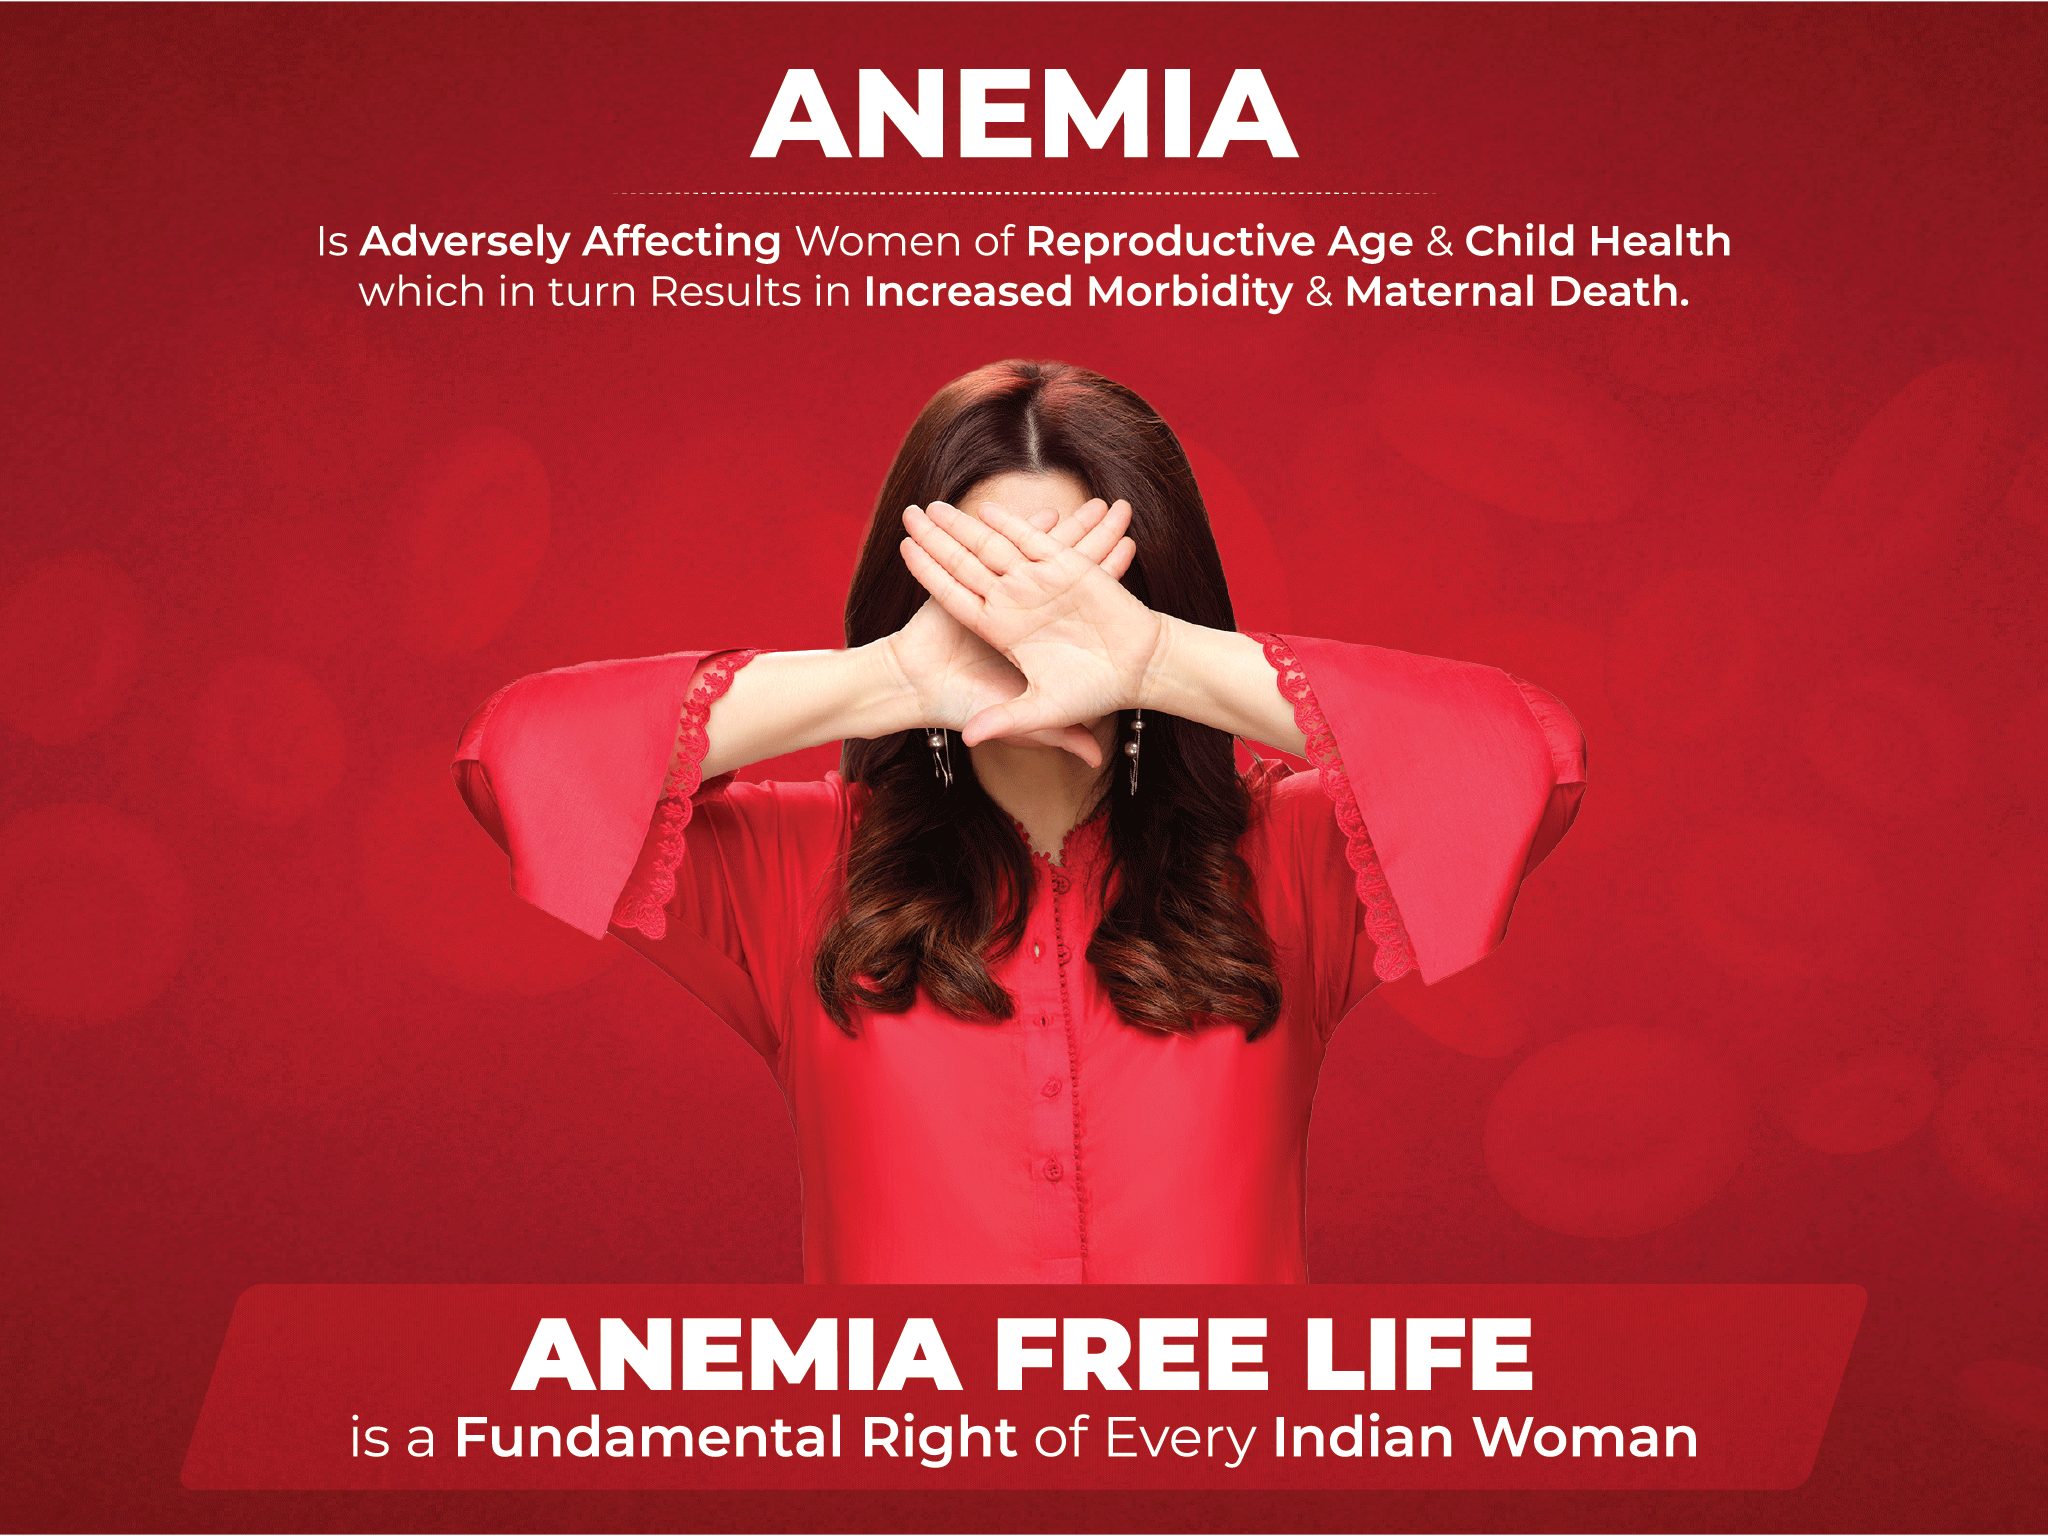 ANEMIA
Is Adversely Affecting Women of Reproductive Age & Child Health
which in turn Results in Increased Morbidity & Maternal Death.
ANEMIA FREE LIFE
is a Fundamental Right of Every Indian Woman